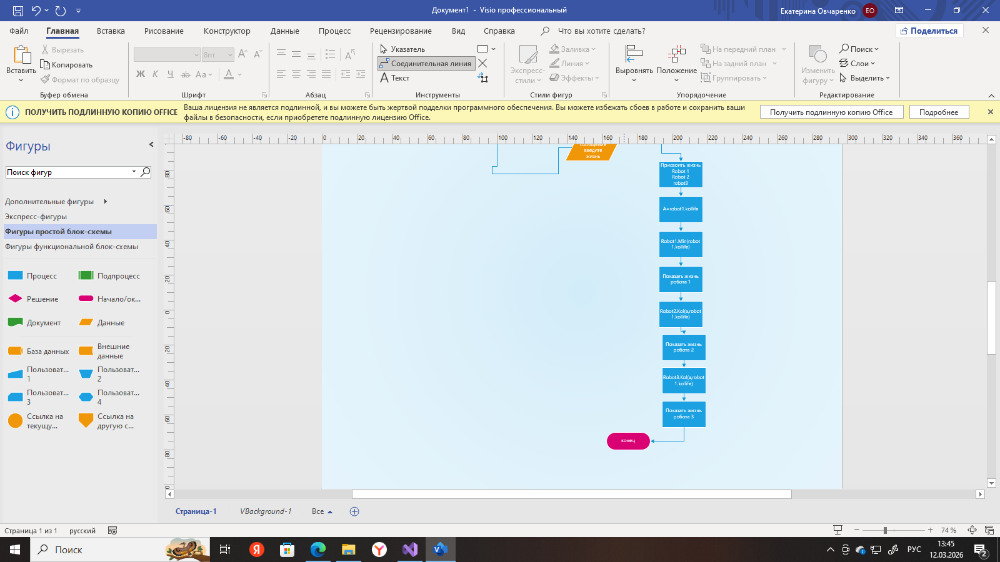 Документ1 - Visio профессиональный
Екатерина Овчаренко
ЕО
Файл
Главная
Вставка
Рисование
Конструктор
Данные
Процесс
Рецензирование
Вид
Справка
Что вы хотите сделать?
Поделиться
Вставить
Вырезать
Копировать
Формат по образцу
Буфер обмена
8пт
Ж К Ч ab Aa A
Шрифт
Абзац
Указатель
Соединительная линия
Текст
Инструменты
Экспресс-
стили
Заливка
Линия
Эффекты
Стили фигур
Выровнять
Положение
На передний план
На задний план
Группировать
Упорядочение
Изменить
фигуру
Поиск
Слои
Выделить
Редактирование
ПОЛУЧИТЬ ПОДЛИННУЮ КОПИЮ OFFICE
Ваша лицензия не является подлинной, и вы можете быть жертвой подделки программного обеспечения. Вы можете избежать сбоев в работе и сохранить ваши
файлы в безопасности, если приобретете подлинную лицензию Office.
Получить подлинную копию Office
Подробнее
Фигуры
Поиск фигур
Дополнительные фигуры
Экспресс-фигуры
Фигуры простой блок-схемы
Фигуры функциональной блок-схемы
Процесс
Подпроцесс
Решение
Начало/ок...
Документ
Данные
База данных
Внешние
данные
Пользоват...
1
Пользоват...
2
Пользоват...
3
Пользоват...
4
Ссылка на
текущу...
Ссылка на
другую с...
-80 -60 -40 -20 0 20 40 60 80 100 120 140 160 180 200 220 240 260 280 300 320 340 360
80
60
40
20
0
-20
-40
-60
-80
сообщение
введите
жизнь
Присвоить жизнь
Robot 1
Robot 2
robot3
A=robot1.kollife
Robot1.Min(robot
1.kollife)
Показать жизнь
робота 1
Robot2.Kol(a,robot
1.kollife)
Показать жизнь
робота 2
Robot3.Kol(a,robot
1.kollife)
Показать жизнь
робота 3
конец
Страница-1
VBackground-1
Все
Страница 1 из 1
русский
74 %
Поиск
РУС
13:45
12.03.2026
2